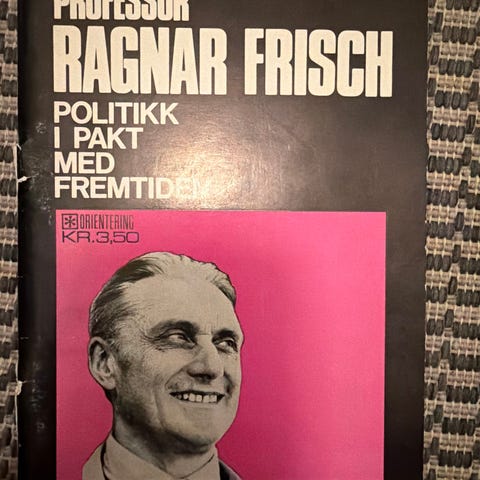 PROFESSOR
RAGNAR FRISCH
POLITIKK
I PAKT
MED
FREMTIDEN
ORIENTERING
KR.3,50